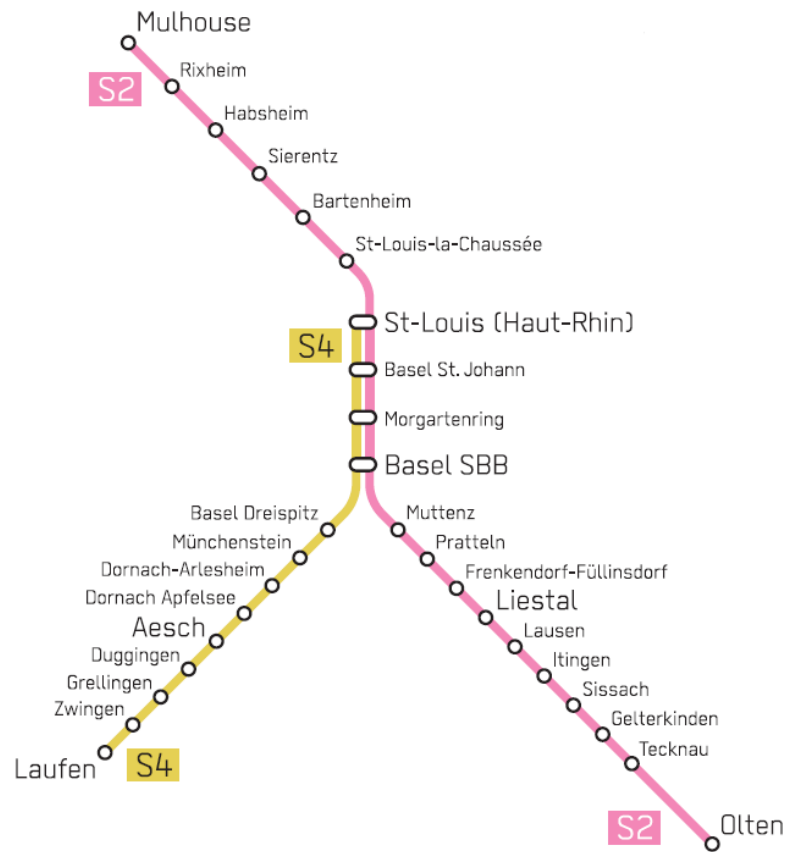 Mulhouse
S2
Rixheim
Habsheim
Sierentz
Bartenheim
St-Louis-la-Chaussée
St-Louis (Haut-Rhin)
S4
Basel St. Johann
Morgartenring
Basel SBB
Basel Dreispitz
Münchenstein
Dornach-Arlesheim
Dornach Apfelsee
Aesch
Duggingen
Grellingen
Zwingen
Laufen
S4
Muttenz
Pratteln
Frenkendorf-Füllinsdorf
Liestal
Lausen
Itingen
Sissach
Gelterkinden
Tecknau
S2
Olten